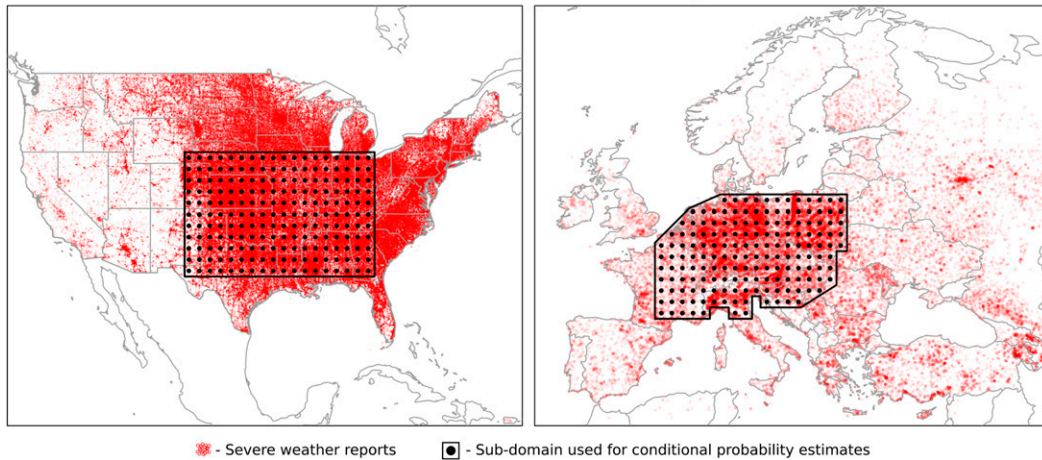 - Severe weather reports
- Sub-domain used for conditional probability estimates